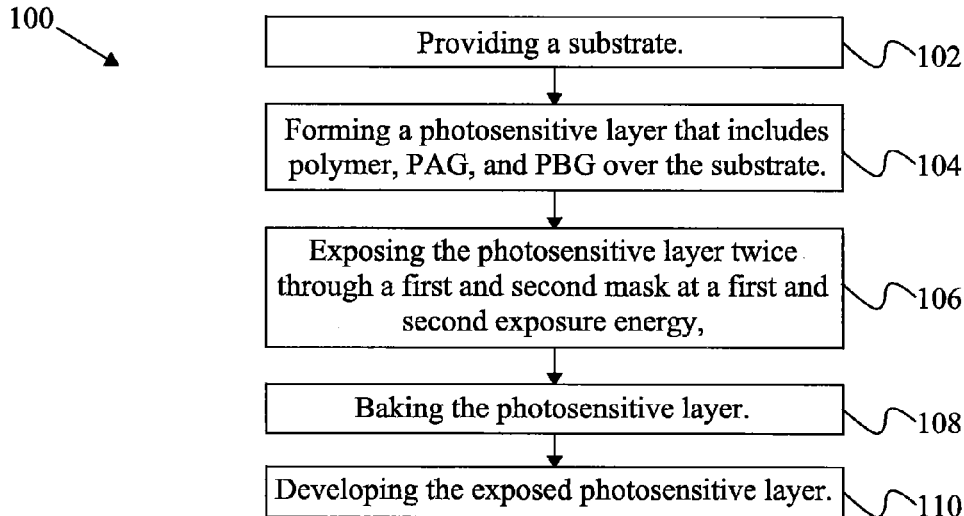 100
Providing a substrate.
102
Forming a photosensitive layer that includes
polymer, PAG, and PBG over the substrate.
104
Exposing the photosensitive layer twice
through a first and second mask at a first and
second exposure energy,
106
Baking the photosensitive layer.
108
Developing the exposed photosensitive layer.
110